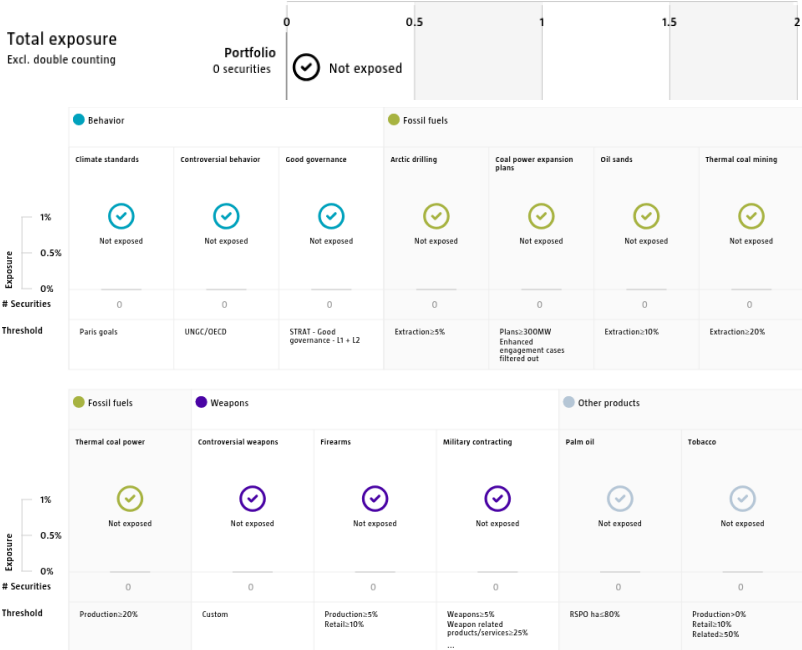 0 0.5 1 1.5 2
Total exposure
Excl. double counting
Portfolio
0 securities
Not exposed
Behavior
Fossil fuels
Climate standards
Controversial behavior
Good governance
Arctic drilling
Coal power expansion
plans
Oil sands
Thermal coal mining
Exposure
1%
0.5%
0%
Not exposed
Not exposed
Not exposed
Not exposed
Not exposed
Not exposed
Not exposed
# Securities
0 0 0 0 0 0 0
Threshold
Paris goals
UNGC/OECD
STRAT - Good
governance - L1 + L2
Extraction≥5%
Plans≥300MW
Enhanced
engagement cases
filtered out
Extraction≥10%
Extraction≥20%
Fossil fuels
Weapons
Other products
Thermal coal power
Controversial weapons
Firearms
Military contracting
Palm oil
Tobacco
Exposure
1%
0.5%
0%
Not exposed
Not exposed
Not exposed
Not exposed
Not exposed
Not exposed
# Securities
0 0 0 0 0 0
Threshold
Production≥20%
Custom
Production≥5%
Retail≥10%
Weapons≥5%
Weapon related
products/services≥25%
...
RSPO ha≤80%
Production>0%
Retail≥10%
Related≥50%